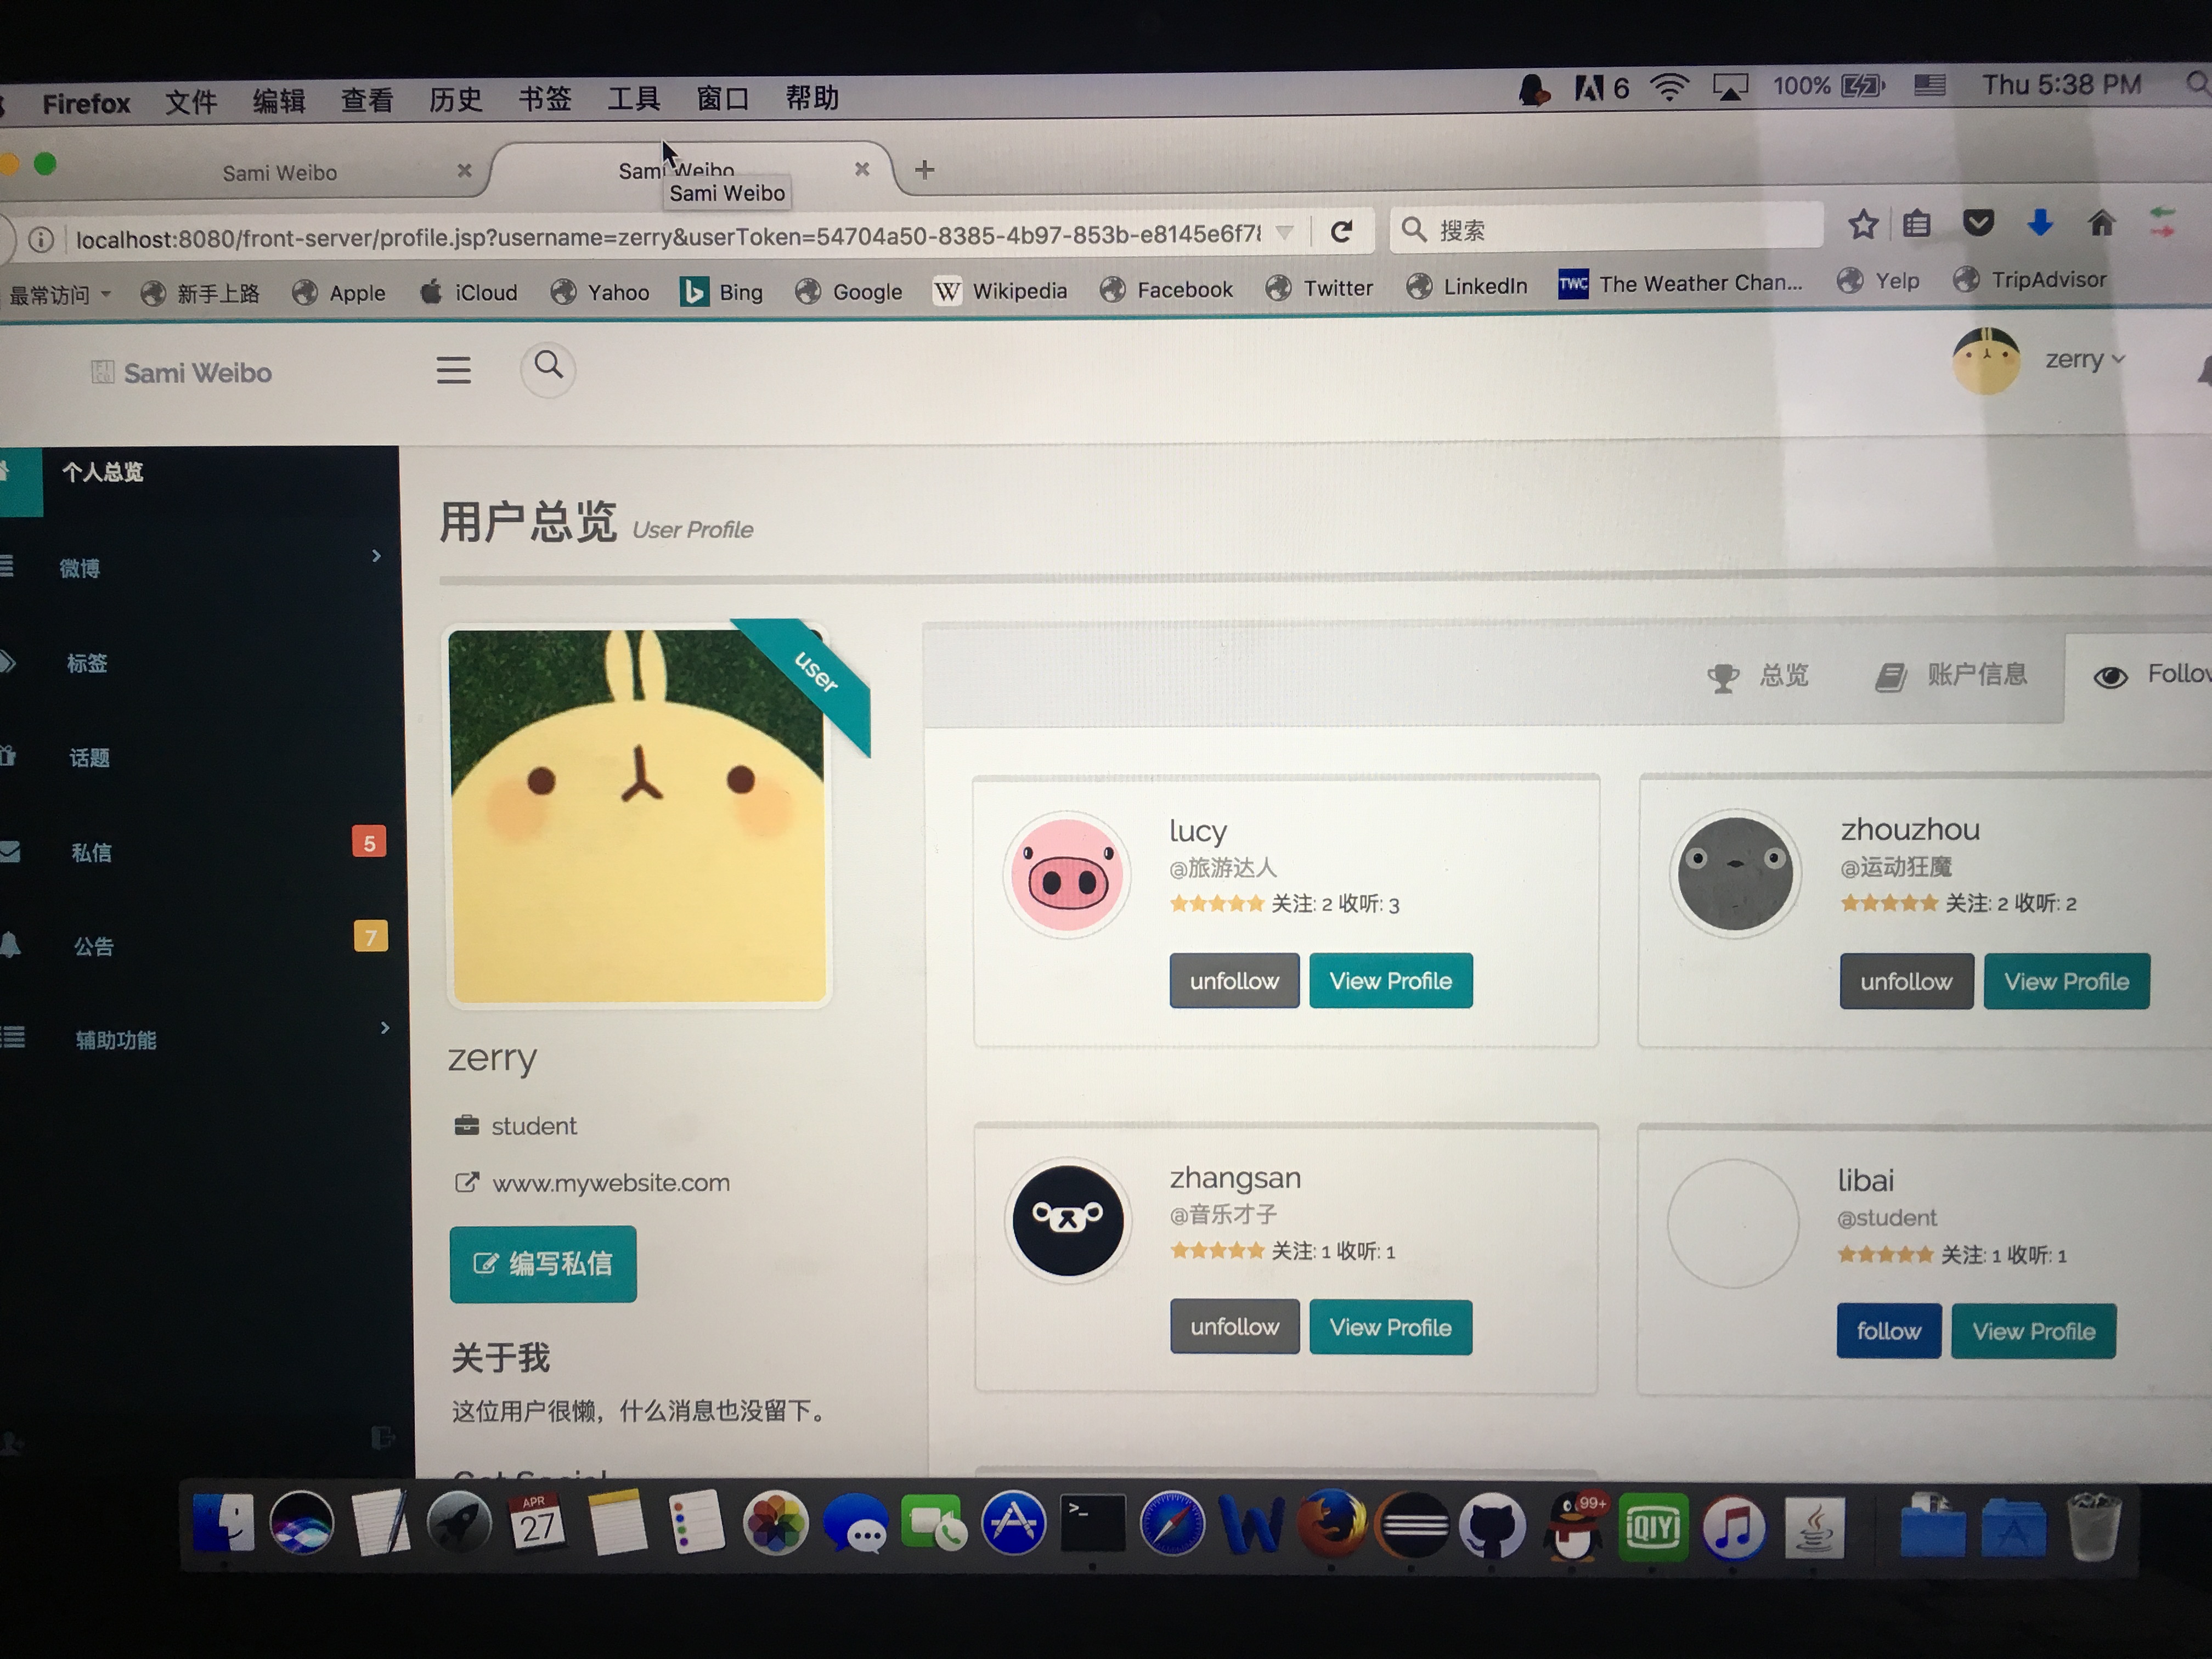 Firefox 文件 编辑 查看 历史 书签 工具 窗口 帮助 6 100% Thu 5:38 PM
Sami Weibo Sami Weibo
Sami Weibo
localhost:8080/front-server/profile.jsp?username=zerry&userToken=54704a50-8385-4b97-853b-e8145e6f7 搜索
最常访问 新手上路 Apple iCloud Yahoo Bing Google W Wikipedia Facebook Twitter LinkedIn TWC The Weather Chan... Yelp TripAdvisor
Sami Weibo zerry
个人总览
微博
标签
话题
私信 5
公告 7
辅助功能
用户总览 User Profile
user
zerry
student
www.mywebsite.com
编写私信
关于我
这位用户很懒，什么消息也没留下。
总览 账户信息 Follow
lucy
@旅游达人
关注: 2 收听: 3
unfollow View Profile
zhouzhou
@运动狂魔
关注: 2 收听: 2
unfollow View Profile
zhangsan
@音乐才子
关注: 1 收听: 1
unfollow View Profile
libai
@student
关注: 1 收听: 1
follow View Profile
APR
27
99+
iQIY